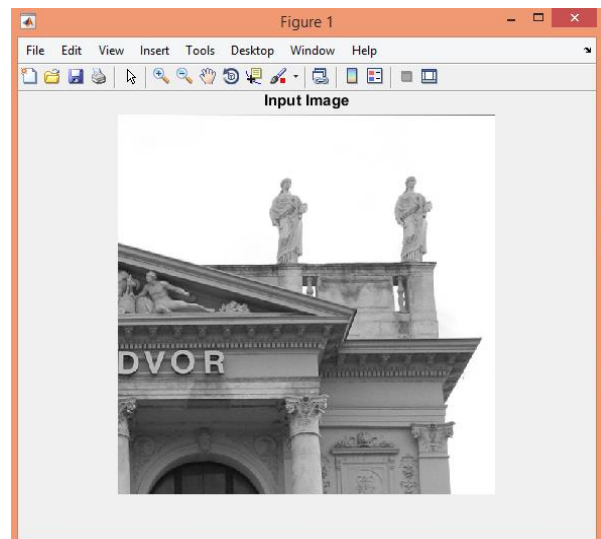 Figure 1
File Edit View Insert Tools Desktop Window Help
Input Image
DVOR